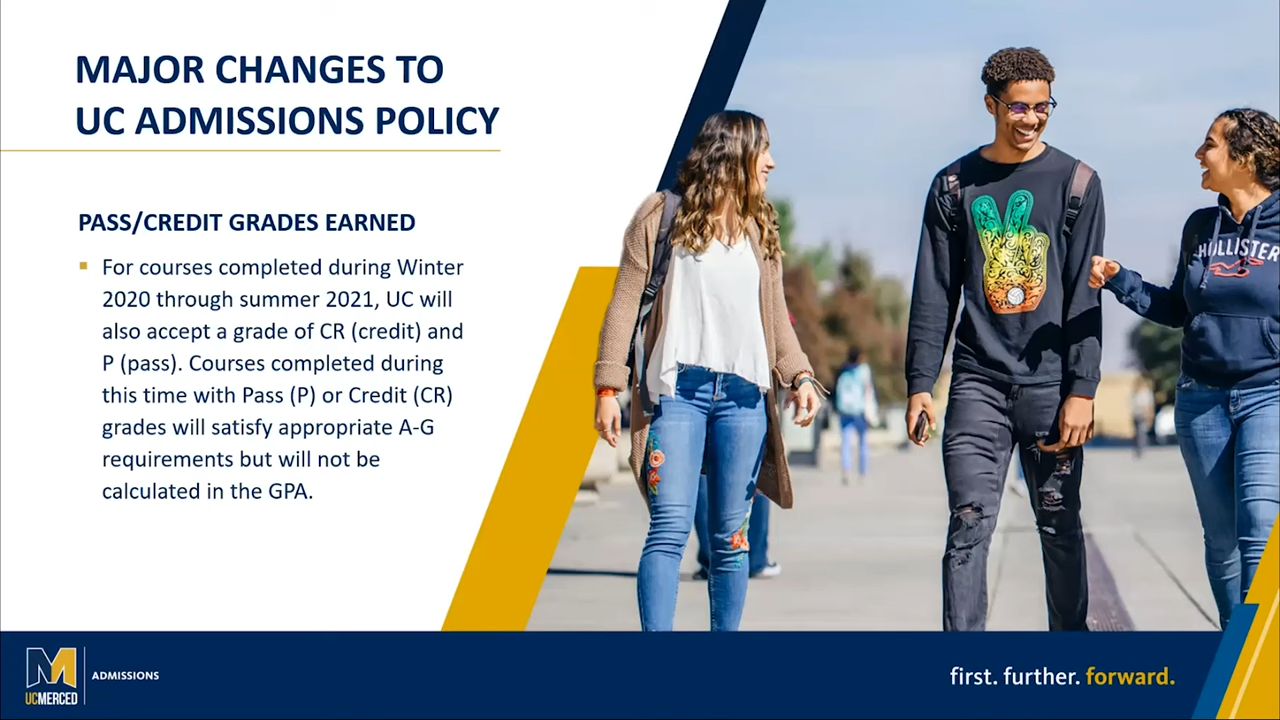 MAJOR CHANGES TO
UC ADMISSIONS POLICY
PASS/CREDIT GRADES EARNED
For courses completed during Winter
2020 through summer 2021, UC will
also accept a grade of CR (credit) and
P (pass). Courses completed during
this time with Pass (P) or Credit (CR)
grades will satisfy appropriate A-G
requirements but will not be
calculated in the GPA.
HOLLISTER
M
UCMERCED
ADMISSIONS
first. further. forward.